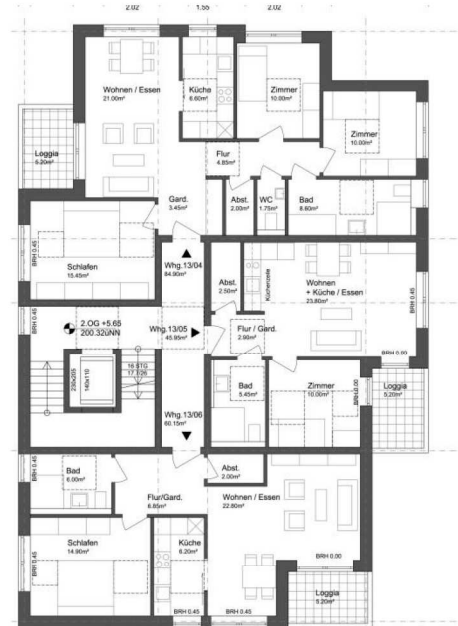 2.02
1.55
2.02
Wohnen / Essen
21.00m²
Küche
6.60m²
Zimmer
10.00m²
Zimmer
10.00m²
Loggia
5.20m²
Flur
4.85m²
Gard.
3.45m²
Abst.
2.00m²
WC
1.75m²
Bad
8.60m²
BRH 0.45
Schlafen
15.45m²
Whg.13/04
84.90m²
Abst.
2.50m²
Küchenzeile
Wohnen
+ Küche / Essen
23.80m²
BRH 0.45
BRH 0.45
2.OG +5.65
200.32üNN
Whg.13/05
45.95m²
Flur / Gard.
2.90m²
BRH 0.00
230x205
140x110
16 STG
17.7/26
Bad
5.45m²
Zimmer
10.00m²
BRH 0.00
Loggia
5.20m²
Whg.13/06
60.15m²
BRH 0.45
Bad
6.00m²
Abst.
2.00m²
Flur/Gard.
6.85m²
Wohnen / Essen
22.80m²
Schlafen
14.90m²
Küche
6.20m²
BRH 0.45
BRH 0.00
BRH 0.45
BRH 0.45
Loggia
5.20m²